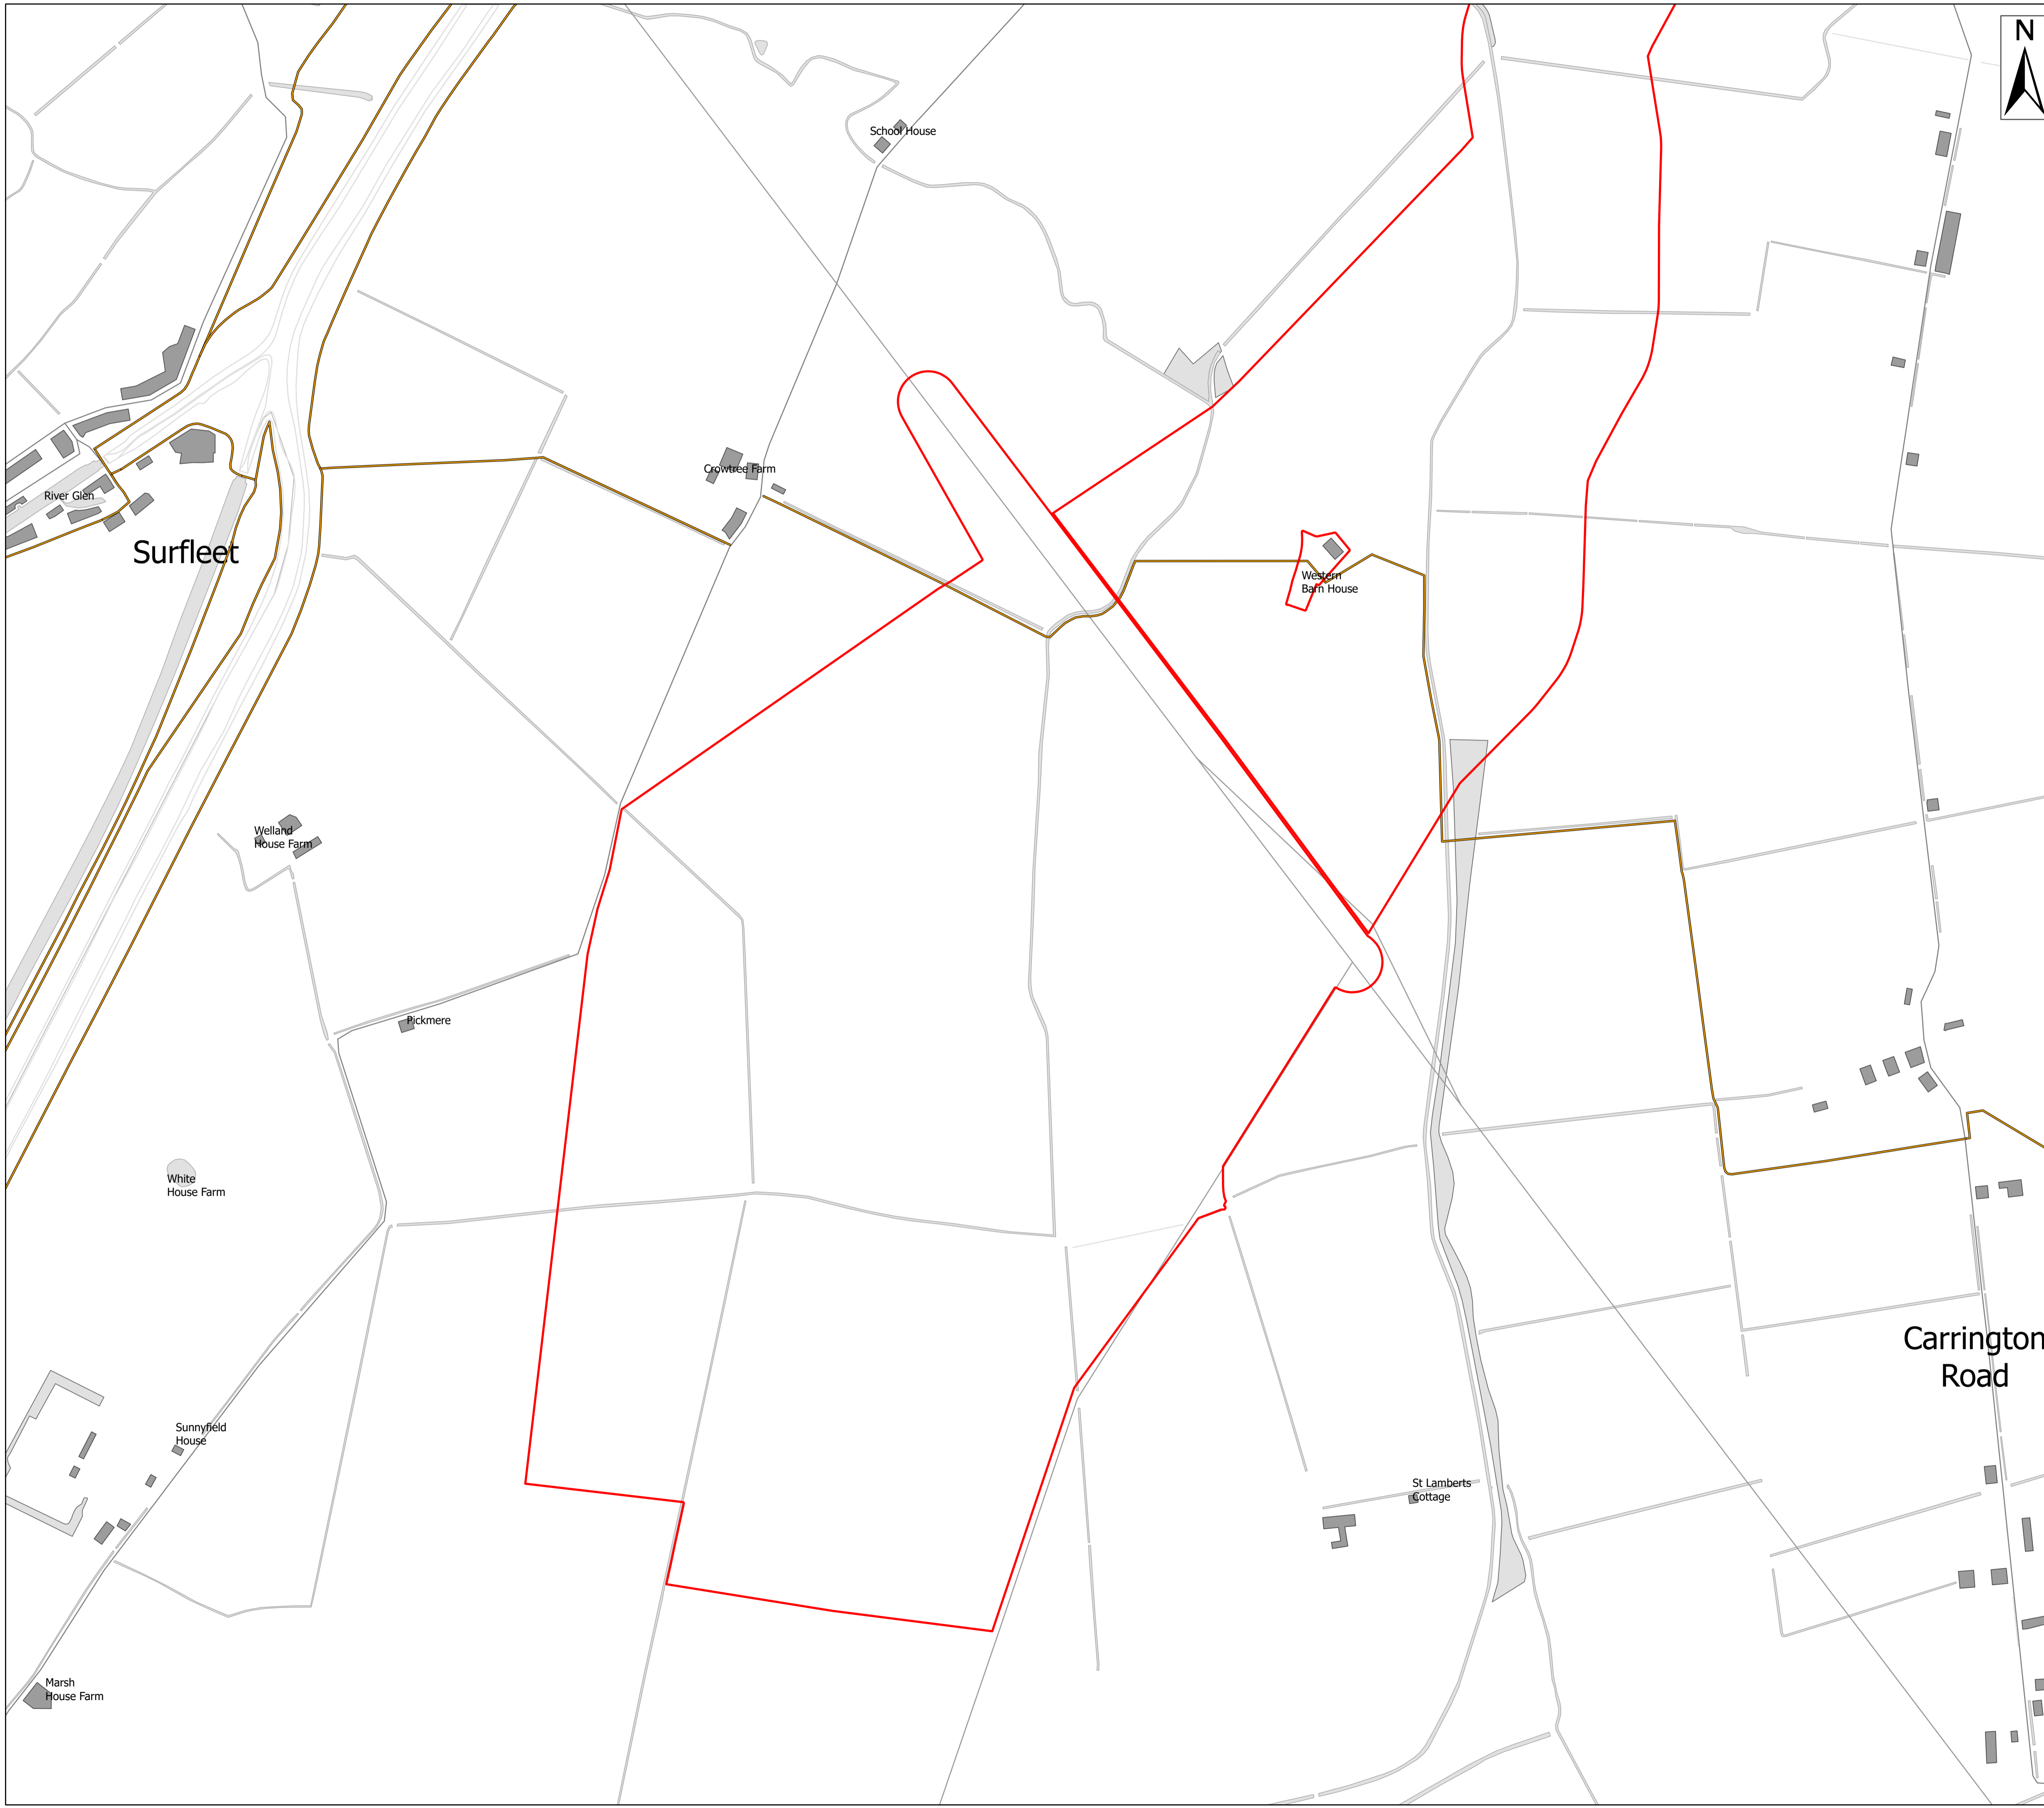 N
School House
Crowtree Farm
River Glen
Surfleet
Western
Barn House
Welland
House Farm
Pickmere
White
House Farm
Carrington
Road
Sunnyfield
House
St Lamberts
Cottage
Marsh
House Farm